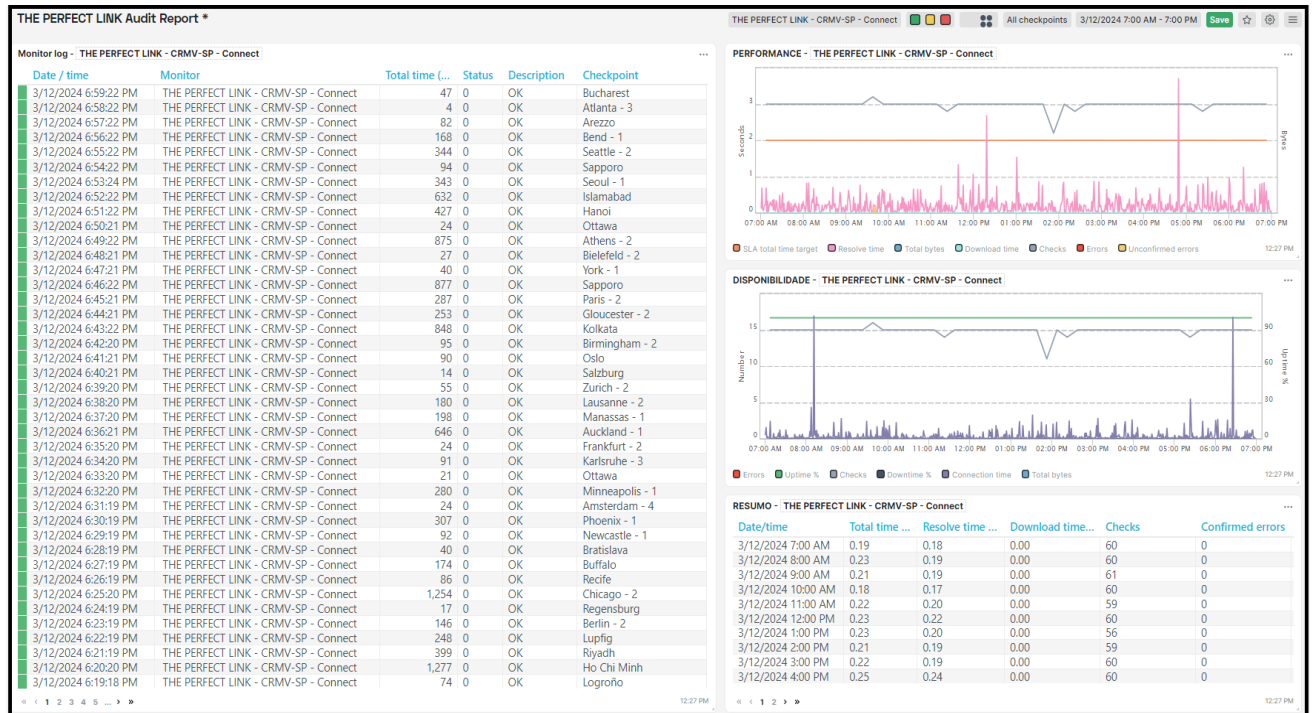 THE PERFECT LINK Audit Report *
THE PERFECT LINK - CRMV-SP - Connect All checkpoints 3/12/2024 7:00 AM - 7:00 PM Save
Monitor log - THE PERFECT LINK - CRMV-SP - Connect ...
Date / time Monitor Total time (... Status Description Checkpoint
3/12/2024 6:59:22 PM THE PERFECT LINK - CRMV-SP - Connect 47 0 OK Bucharest
3/12/2024 6:58:22 PM THE PERFECT LINK - CRMV-SP - Connect 4 0 OK Atlanta - 3
3/12/2024 6:57:22 PM THE PERFECT LINK - CRMV-SP - Connect 82 0 OK Arezzo
3/12/2024 6:56:22 PM THE PERFECT LINK - CRMV-SP - Connect 168 0 OK Bend - 1
3/12/2024 6:55:22 PM THE PERFECT LINK - CRMV-SP - Connect 344 0 OK Seattle - 2
3/12/2024 6:54:22 PM THE PERFECT LINK - CRMV-SP - Connect 94 0 OK Sapporo
3/12/2024 6:53:24 PM THE PERFECT LINK - CRMV-SP - Connect 343 0 OK Seoul - 1
3/12/2024 6:52:22 PM THE PERFECT LINK - CRMV-SP - Connect 632 0 OK Islamabad
3/12/2024 6:51:22 PM THE PERFECT LINK - CRMV-SP - Connect 427 0 OK Hanoi
3/12/2024 6:50:21 PM THE PERFECT LINK - CRMV-SP - Connect 24 0 OK Ottawa
3/12/2024 6:49:22 PM THE PERFECT LINK - CRMV-SP - Connect 875 0 OK Athens - 2
3/12/2024 6:48:21 PM THE PERFECT LINK - CRMV-SP - Connect 27 0 OK Bielefeld - 2
3/12/2024 6:47:21 PM THE PERFECT LINK - CRMV-SP - Connect 40 0 OK York - 1
3/12/2024 6:46:22 PM THE PERFECT LINK - CRMV-SP - Connect 877 0 OK Sapporo
3/12/2024 6:45:21 PM THE PERFECT LINK - CRMV-SP - Connect 287 0 OK Paris - 2
3/12/2024 6:44:21 PM THE PERFECT LINK - CRMV-SP - Connect 253 0 OK Gloucester - 2
3/12/2024 6:43:22 PM THE PERFECT LINK - CRMV-SP - Connect 848 0 OK Kolkata
3/12/2024 6:42:20 PM THE PERFECT LINK - CRMV-SP - Connect 95 0 OK Birmingham - 2
3/12/2024 6:41:21 PM THE PERFECT LINK - CRMV-SP - Connect 90 0 OK Oslo
3/12/2024 6:40:21 PM THE PERFECT LINK - CRMV-SP - Connect 14 0 OK Salzburg
3/12/2024 6:39:20 PM THE PERFECT LINK - CRMV-SP - Connect 55 0 OK Zurich - 2
3/12/2024 6:38:20 PM THE PERFECT LINK - CRMV-SP - Connect 180 0 OK Lausanne - 2
3/12/2024 6:37:20 PM THE PERFECT LINK - CRMV-SP - Connect 198 0 OK Manassas - 1
3/12/2024 6:36:21 PM THE PERFECT LINK - CRMV-SP - Connect 646 0 OK Auckland - 1
3/12/2024 6:35:20 PM THE PERFECT LINK - CRMV-SP - Connect 24 0 OK Frankfurt - 2
3/12/2024 6:34:20 PM THE PERFECT LINK - CRMV-SP - Connect 91 0 OK Karlsruhe - 3
3/12/2024 6:33:20 PM THE PERFECT LINK - CRMV-SP - Connect 21 0 OK Ottawa
3/12/2024 6:32:20 PM THE PERFECT LINK - CRMV-SP - Connect 280 0 OK Minneapolis - 1
3/12/2024 6:31:19 PM THE PERFECT LINK - CRMV-SP - Connect 24 0 OK Amsterdam - 4
3/12/2024 6:30:19 PM THE PERFECT LINK - CRMV-SP - Connect 307 0 OK Phoenix - 1
3/12/2024 6:29:19 PM THE PERFECT LINK - CRMV-SP - Connect 92 0 OK Newcastle - 1
3/12/2024 6:28:19 PM THE PERFECT LINK - CRMV-SP - Connect 40 0 OK Bratislava
3/12/2024 6:27:19 PM THE PERFECT LINK - CRMV-SP - Connect 174 0 OK Buffalo
3/12/2024 6:26:19 PM THE PERFECT LINK - CRMV-SP - Connect 86 0 OK Recife
3/12/2024 6:25:20 PM THE PERFECT LINK - CRMV-SP - Connect 1,254 0 OK Chicago - 2
3/12/2024 6:24:19 PM THE PERFECT LINK - CRMV-SP - Connect 17 0 OK Regensburg
3/12/2024 6:23:19 PM THE PERFECT LINK - CRMV-SP - Connect 146 0 OK Berlin - 2
3/12/2024 6:22:19 PM THE PERFECT LINK - CRMV-SP - Connect 248 0 OK Lupfig
3/12/2024 6:21:19 PM THE PERFECT LINK - CRMV-SP - Connect 399 0 OK Riyadh
3/12/2024 6:20:20 PM THE PERFECT LINK - CRMV-SP - Connect 1,277 0 OK Ho Chi Minh
3/12/2024 6:19:18 PM THE PERFECT LINK - CRMV-SP - Connect 74 0 OK Logroño
« ‹ 1 2 3 4 5 ... › » 12:27 PM
PERFORMANCE - THE PERFECT LINK - CRMV-SP - Connect ...
3
2
1
0
Seconds
Bytes
07:00 AM 08:00 AM 09:00 AM 10:00 AM 11:00 AM 12:00 PM 01:00 PM 02:00 PM 03:00 PM 04:00 PM 05:00 PM 06:00 PM 07:00 PM
SLA total time target Resolve time Total bytes Download time Checks Errors Unconfirmed errors 12:27 PM
DISPONIBILIDADE - THE PERFECT LINK - CRMV-SP - Connect ...
15 90
10 60
5 30
0 0
Number
Uptime %
07:00 AM 08:00 AM 09:00 AM 10:00 AM 11:00 AM 12:00 PM 01:00 PM 02:00 PM 03:00 PM 04:00 PM 05:00 PM 06:00 PM 07:00 PM
Errors Uptime % Checks Downtime % Connection time Total bytes 12:27 PM
RESUMO - THE PERFECT LINK - CRMV-SP - Connect ...
Date/time Total time ... Resolve time ... Download time... Checks Confirmed errors
3/12/2024 7:00 AM 0.19 0.18 0.00 60 0
3/12/2024 8:00 AM 0.23 0.19 0.00 60 0
3/12/2024 9:00 AM 0.21 0.19 0.00 61 0
3/12/2024 10:00 AM 0.18 0.17 0.00 60 0
3/12/2024 11:00 AM 0.22 0.20 0.00 59 0
3/12/2024 12:00 PM 0.23 0.22 0.00 60 0
3/12/2024 1:00 PM 0.23 0.20 0.00 56 0
3/12/2024 2:00 PM 0.21 0.19 0.00 59 0
3/12/2024 3:00 PM 0.22 0.19 0.00 60 0
3/12/2024 4:00 PM 0.25 0.24 0.00 60 0
« ‹ 1 2 › » 12:27 PM